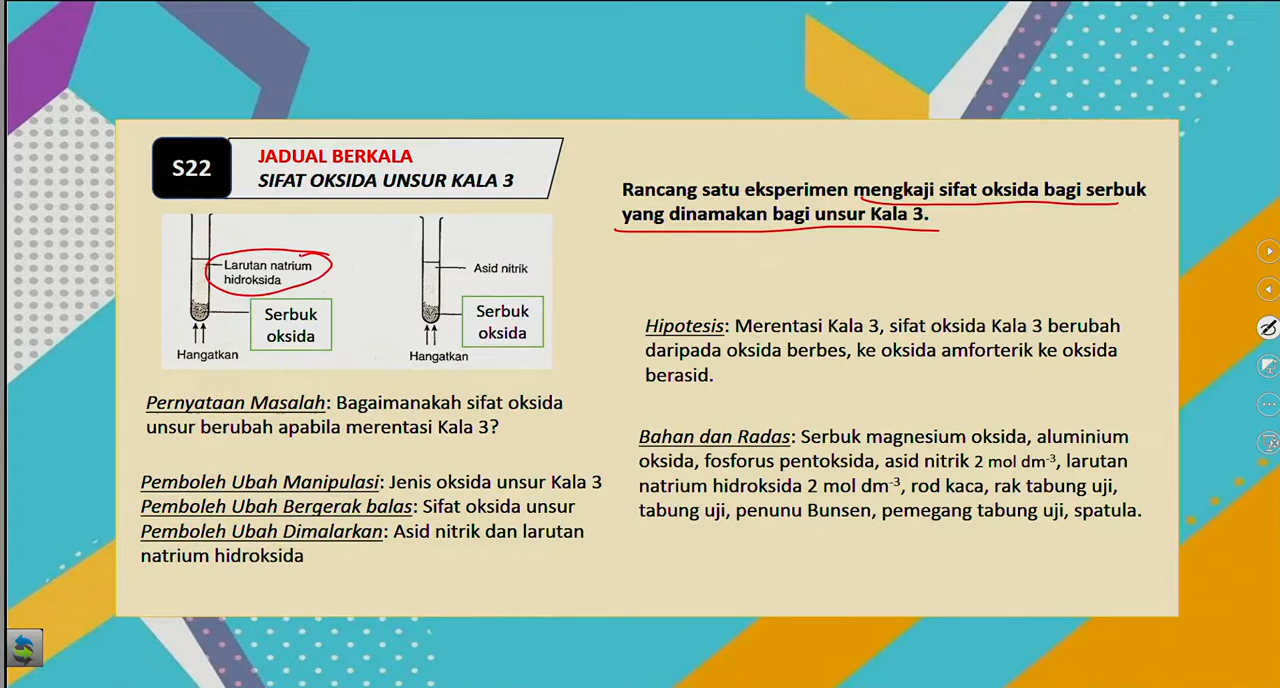 S22
JADUAL BERKALA
SIFAT OKSIDA UNSUR KALA 3
Larutan natrium
hidroksida
Serbuk
oksida
Hangatkan
Asid nitrik
Serbuk
oksida
Hangatkan
Pernyataan Masalah: Bagaimanakah sifat oksida
unsur berubah apabila merentasi Kala 3?
Pemboleh Ubah Manipulasi: Jenis oksida unsur Kala 3
Pemboleh Ubah Bergerak balas: Sifat oksida unsur
Pemboleh Ubah Dimalarkan: Asid nitrik dan larutan
natrium hidroksida
Rancang satu eksperimen mengkaji sifat oksida bagi serbuk
yang dinamakan bagi unsur Kala 3.
Hipotesis: Merentasi Kala 3, sifat oksida Kala 3 berubah
daripada oksida berbes, ke oksida amforterik ke oksida
berasid.
Bahan dan Radas: Serbuk magnesium oksida, aluminium
oksida, fosforus pentoksida, asid nitrik 2 mol dm⁻³, larutan
natrium hidroksida 2 mol dm⁻³, rod kaca, rak tabung uji,
tabung uji, penunu Bunsen, pemegang tabung uji, spatula.